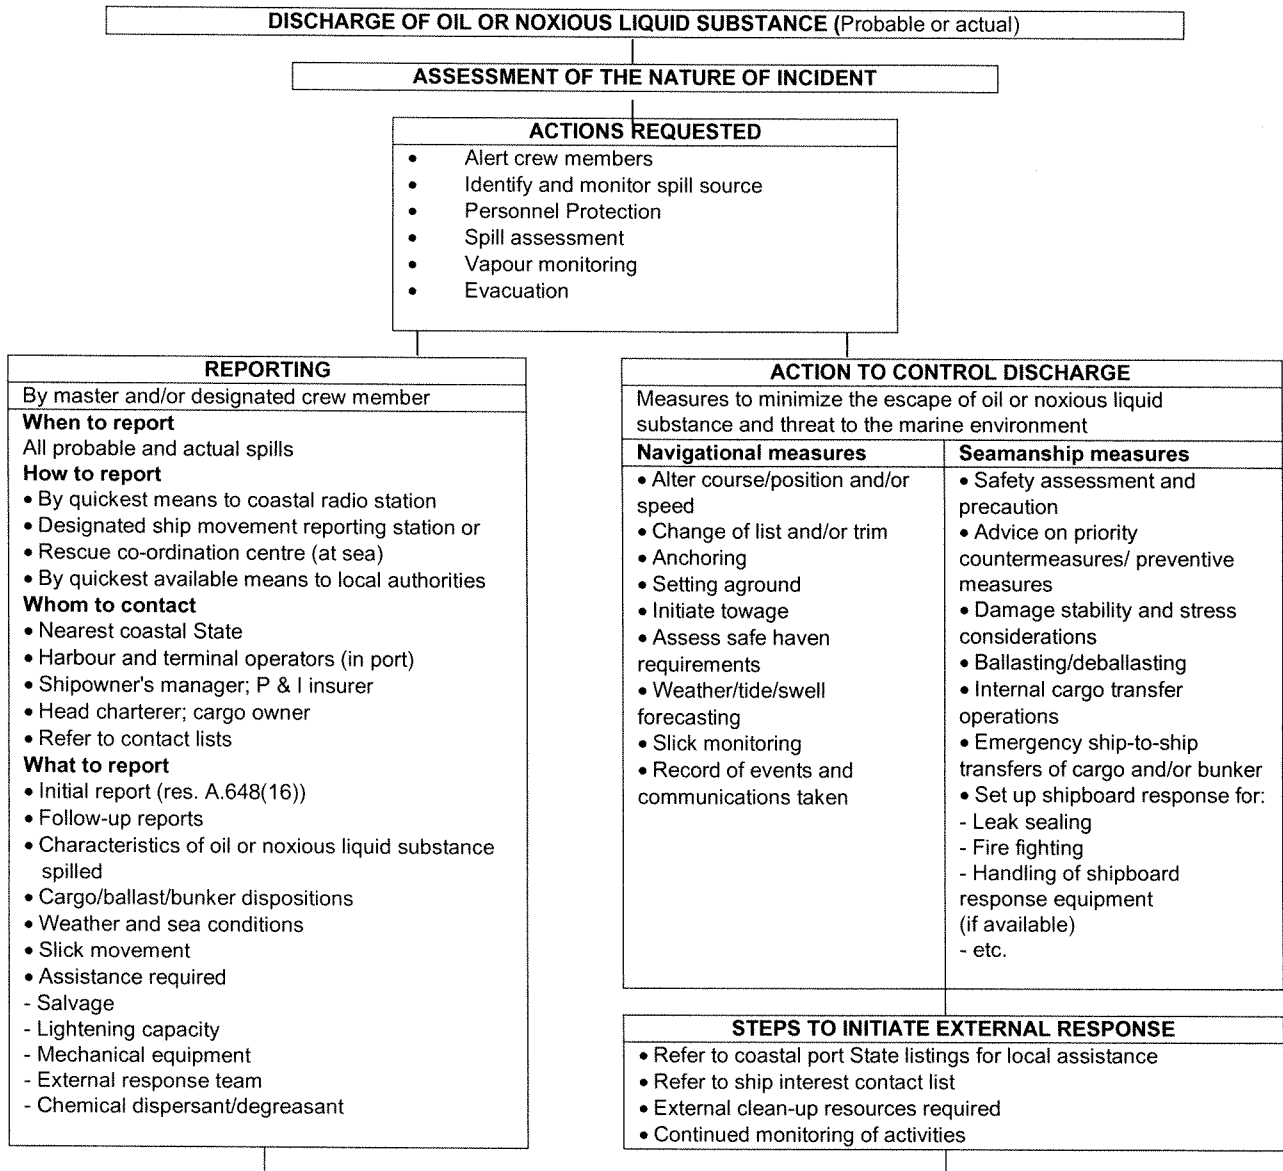 DISCHARGE OF OIL OR NOXIOUS LIQUID SUBSTANCE (Probable or actual)
ASSESSMENT OF THE NATURE OF INCIDENT
ACTIONS REQUESTED
• Alert crew members
• Identify and monitor spill source
• Personnel Protection
• Spill assessment
• Vapour monitoring
• Evacuation
REPORTING
By master and/or designated crew member
When to report
All probable and actual spills
How to report
• By quickest means to coastal radio station
• Designated ship movement reporting station or
• Rescue co-ordination centre (at sea)
• By quickest available means to local authorities
Whom to contact
• Nearest coastal State
• Harbour and terminal operators (in port)
• Shipowner's manager; P & I insurer
• Head charterer; cargo owner
• Refer to contact lists
What to report
• Initial report (res. A.648(16))
• Follow-up reports
• Characteristics of oil or noxious liquid substance
spilled
• Cargo/ballast/bunker dispositions
• Weather and sea conditions
• Slick movement
• Assistance required
- Salvage
- Lightening capacity
- Mechanical equipment
- External response team
- Chemical dispersant/degreasant
ACTION TO CONTROL DISCHARGE
Measures to minimize the escape of oil or noxious liquid
substance and threat to the marine environment
Navigational measures
• Alter course/position and/or
speed
• Change of list and/or trim
• Anchoring
• Setting aground
• Initiate towage
• Assess safe haven
requirements
• Weather/tide/swell
forecasting
• Slick monitoring
• Record of events and
communications taken
Seamanship measures
• Safety assessment and
precaution
• Advice on priority
countermeasures/ preventive
measures
• Damage stability and stress
considerations
• Ballasting/deballasting
• Internal cargo transfer
operations
• Emergency ship-to-ship
transfers of cargo and/or bunker
• Set up shipboard response for:
- Leak sealing
- Fire fighting
- Handling of shipboard
response equipment
(if available)
- etc.
STEPS TO INITIATE EXTERNAL RESPONSE
• Refer to coastal port State listings for local assistance
• Refer to ship interest contact list
• External clean-up resources required
• Continued monitoring of activities